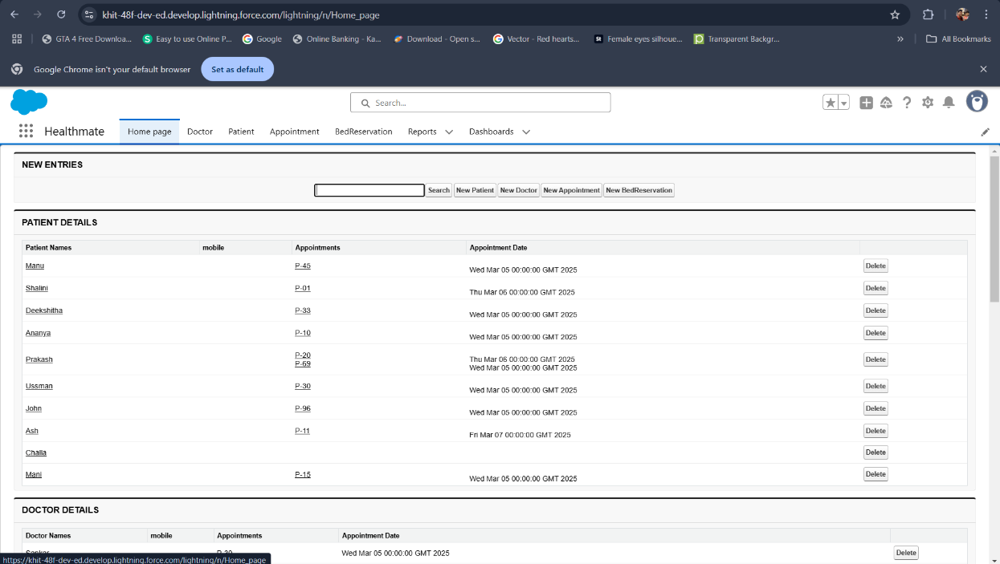 khit-48f-dev-ed.develop.lightning.force.com/lightning/n/Home_page
GTA 4 Free Downloa... Easy to use Online P... Google Online Banking - Ka... Download - Open s... Vector - Red hearts... St Female eyes silhoue... Transparent Backgr... » All Bookmarks
Google Chrome isn't your default browser Set as default
Search...
Healthmate Home page Doctor Patient Appointment BedReservation Reports Dashboards
NEW ENTRIES
Search New Patient New Doctor New Appointment New BedReservation
PATIENT DETAILS
Patient Names mobile Appointments Appointment Date
Manu P-45 Wed Mar 05 00:00:00 GMT 2025 Delete
Shalini P-01 Thu Mar 06 00:00:00 GMT 2025 Delete
Deekshitha P-33 Wed Mar 05 00:00:00 GMT 2025 Delete
Ananya P-10 Wed Mar 05 00:00:00 GMT 2025 Delete
Prakash P-20 Thu Mar 06 00:00:00 GMT 2025 Delete
P-69 Wed Mar 05 00:00:00 GMT 2025
Ussman P-30 Wed Mar 05 00:00:00 GMT 2025 Delete
John P-96 Wed Mar 05 00:00:00 GMT 2025 Delete
Ash P-11 Fri Mar 07 00:00:00 GMT 2025 Delete
Challa Delete
Mani P-15 Wed Mar 05 00:00:00 GMT 2025 Delete
DOCTOR DETAILS
Doctor Names mobile Appointments Appointment Date
Wed Mar 05 00:00:00 GMT 2025 Delete
https://khit-48f-dev-ed.develop.lightning.force.com/lightning/n/Home_page